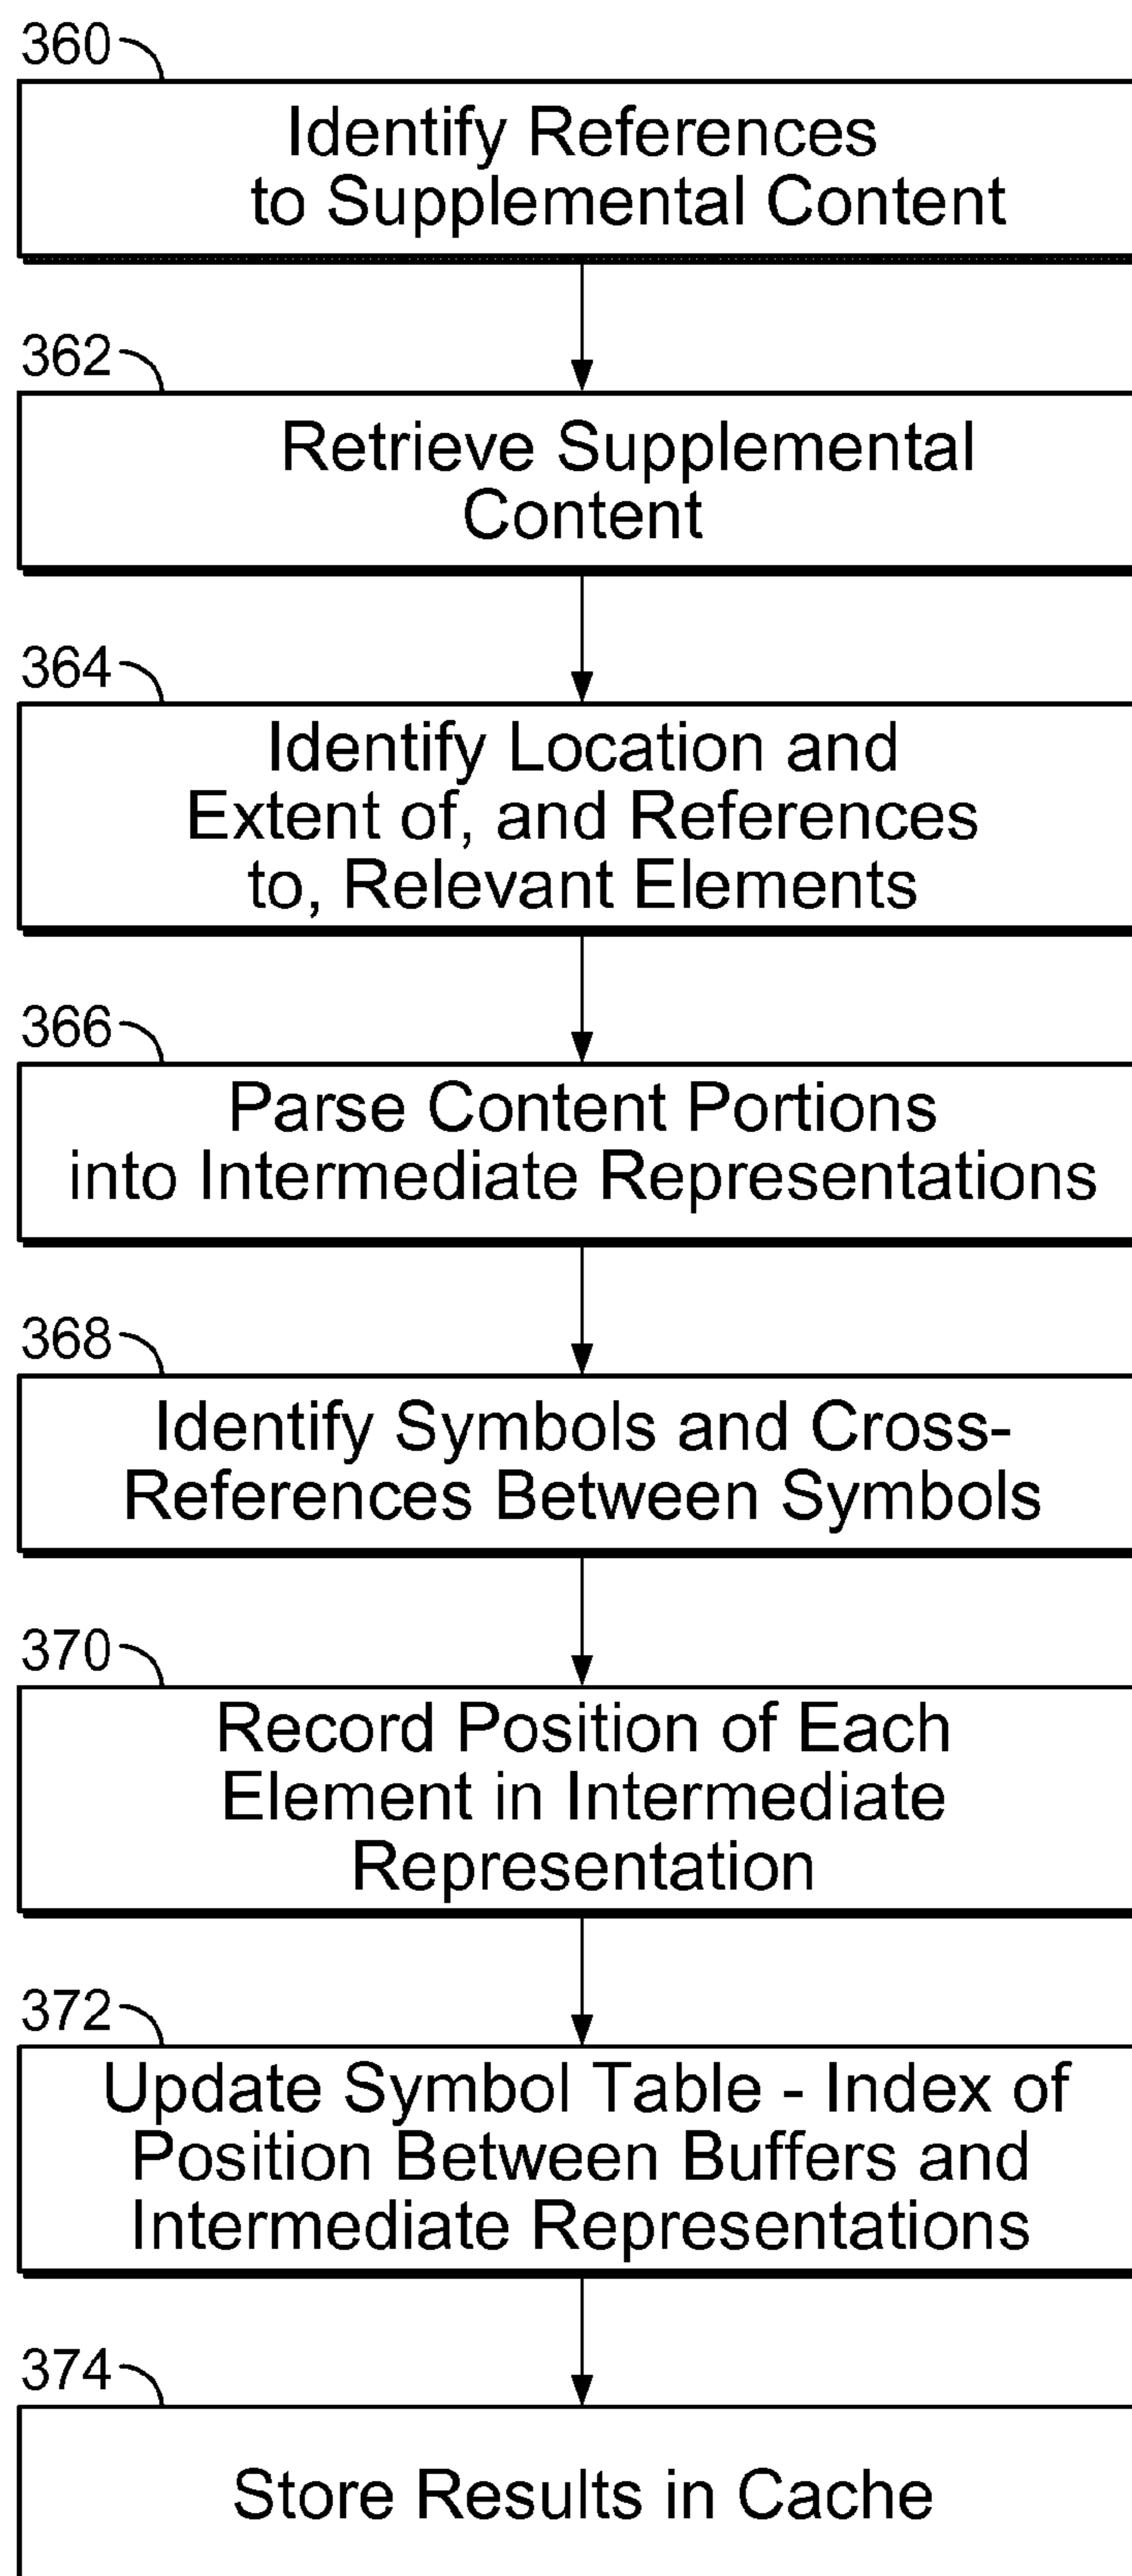 360
Identify References
to Supplemental Content
362
Retrieve Supplemental
Content
364
Identify Location and
Extent of, and References
to, Relevant Elements
366
Parse Content Portions
into Intermediate Representations
368
Identify Symbols and Cross-
References Between Symbols
370
Record Position of Each
Element in Intermediate
Representation
372
Update Symbol Table - Index of
Position Between Buffers and
Intermediate Representations
374
Store Results in Cache